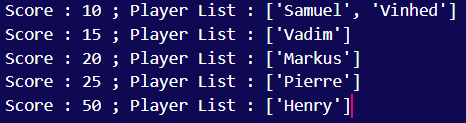 Score : 10 ; Player List : ['Samuel', 'Vinhed']
Score : 15 ; Player List : ['Vadim']
Score : 20 ; Player List : ['Markus']
Score : 25 ; Player List : ['Pierre']
Score : 50 ; Player List : ['Henry']